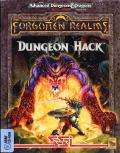 Advanced Dungeons & Dragons
FORGOTTEN REALMS
DUNGEON HACK
SSI